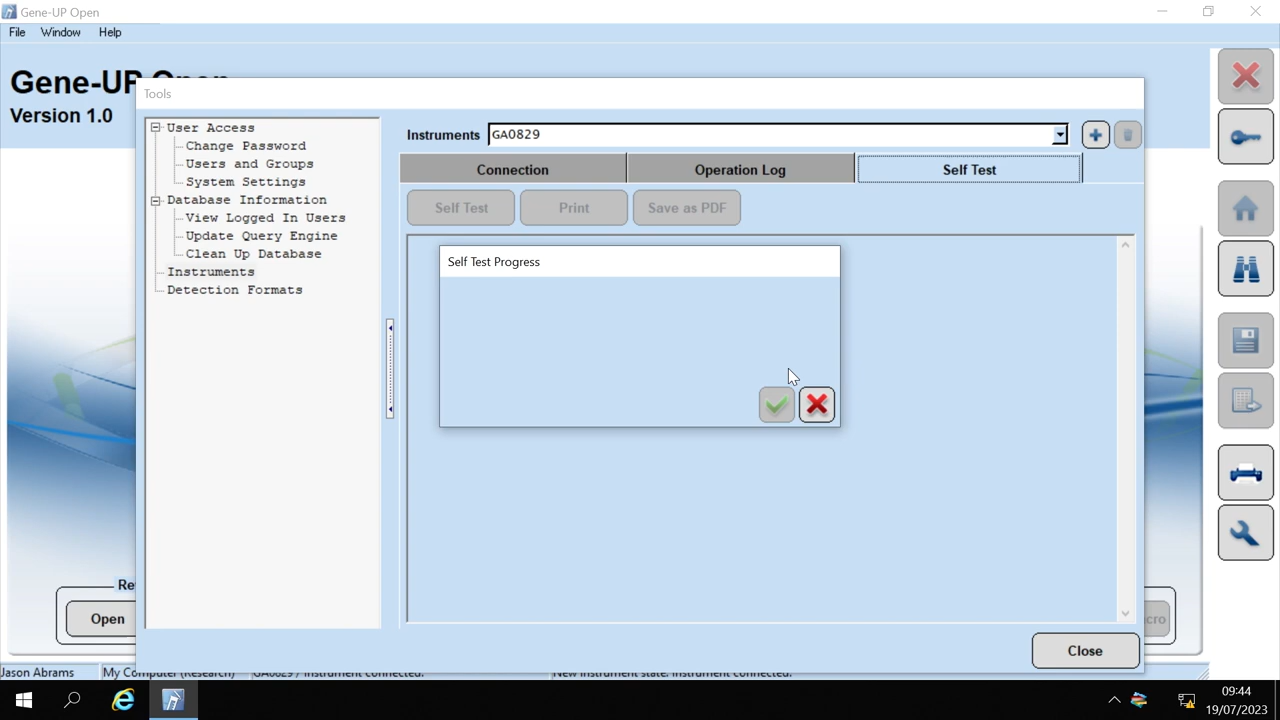 Gene-UP Open
File Window Help
Gene-UP Open
Version 1.0
Tools
User Access
Change Password
Users and Groups
System Settings
Database Information
View Logged In Users
Update Query Engine
Clean Up Database
Instruments
Detection Formats
Instruments GA0829
Connection Operation Log Self Test
Self Test Print Save as PDF
Self Test Progress
Open
Close
Jason Abrams My Computer (Research) GA0829 / Instrument connected. New instrument state: Instrument connected.
09:44
19/07/2023